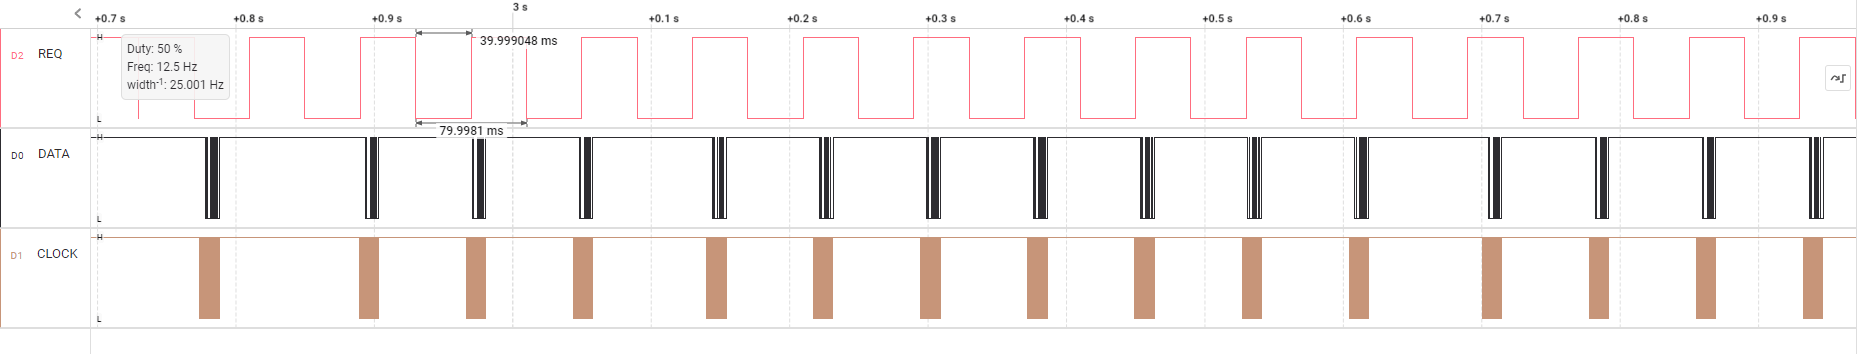 3 s
+0.7 s +0.8 s +0.9 s +0.1 s +0.2 s +0.3 s +0.4 s +0.5 s +0.6 s +0.7 s +0.8 s +0.9 s
D2 REQ
H
L
Duty: 50 %
Freq: 12.5 Hz
width-1: 25.001 Hz
39.999048 ms
79.9981 ms
D0 DATA
H
L
D1 CLOCK
H
L